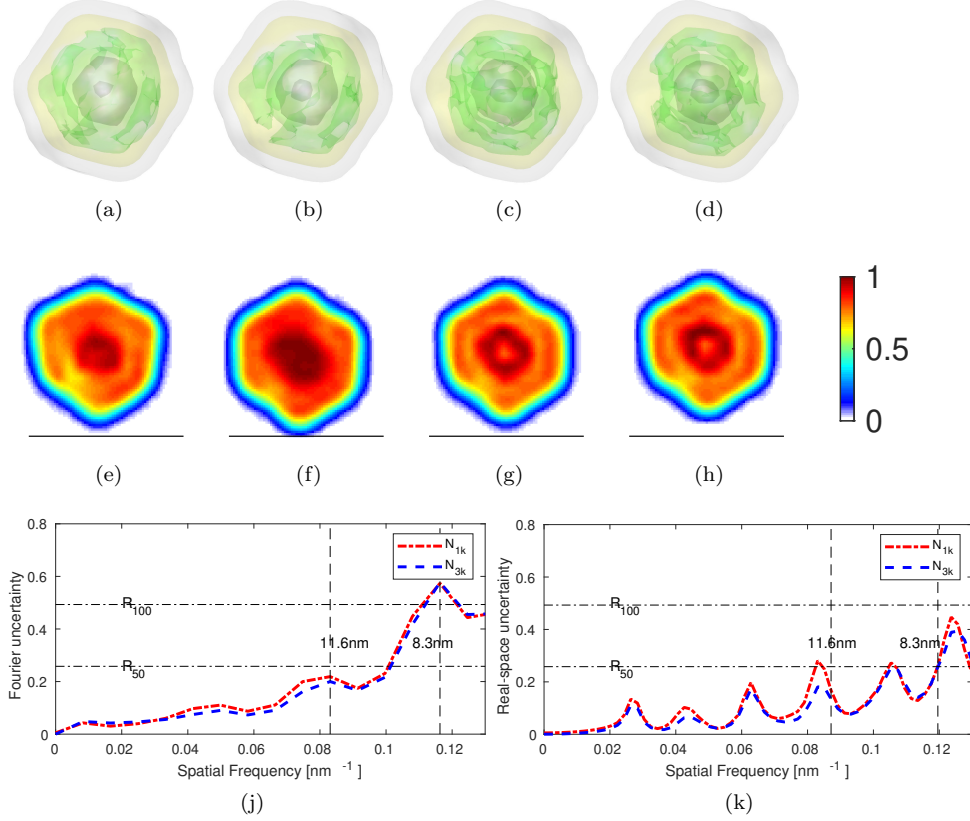 (a) (b) (c) (d)
1
0.5
0
(e) (f) (g) (h)
0.8
0.6
0.4
0.2
0
Fourier uncertainty
N1k
N3k
R100
11.6nm 8.3nm
R50
0 0.02 0.04 0.06 0.08 0.1 0.12
Spatial Frequency [nm -1 ]
(j)
0.8
0.6
0.4
0.2
0
Real-space uncertainty
N1k
N3k
R100
11.6nm 8.3nm
R50
0 0.02 0.04 0.06 0.08 0.1 0.12
Spatial Frequency [nm -1 ]
(k)